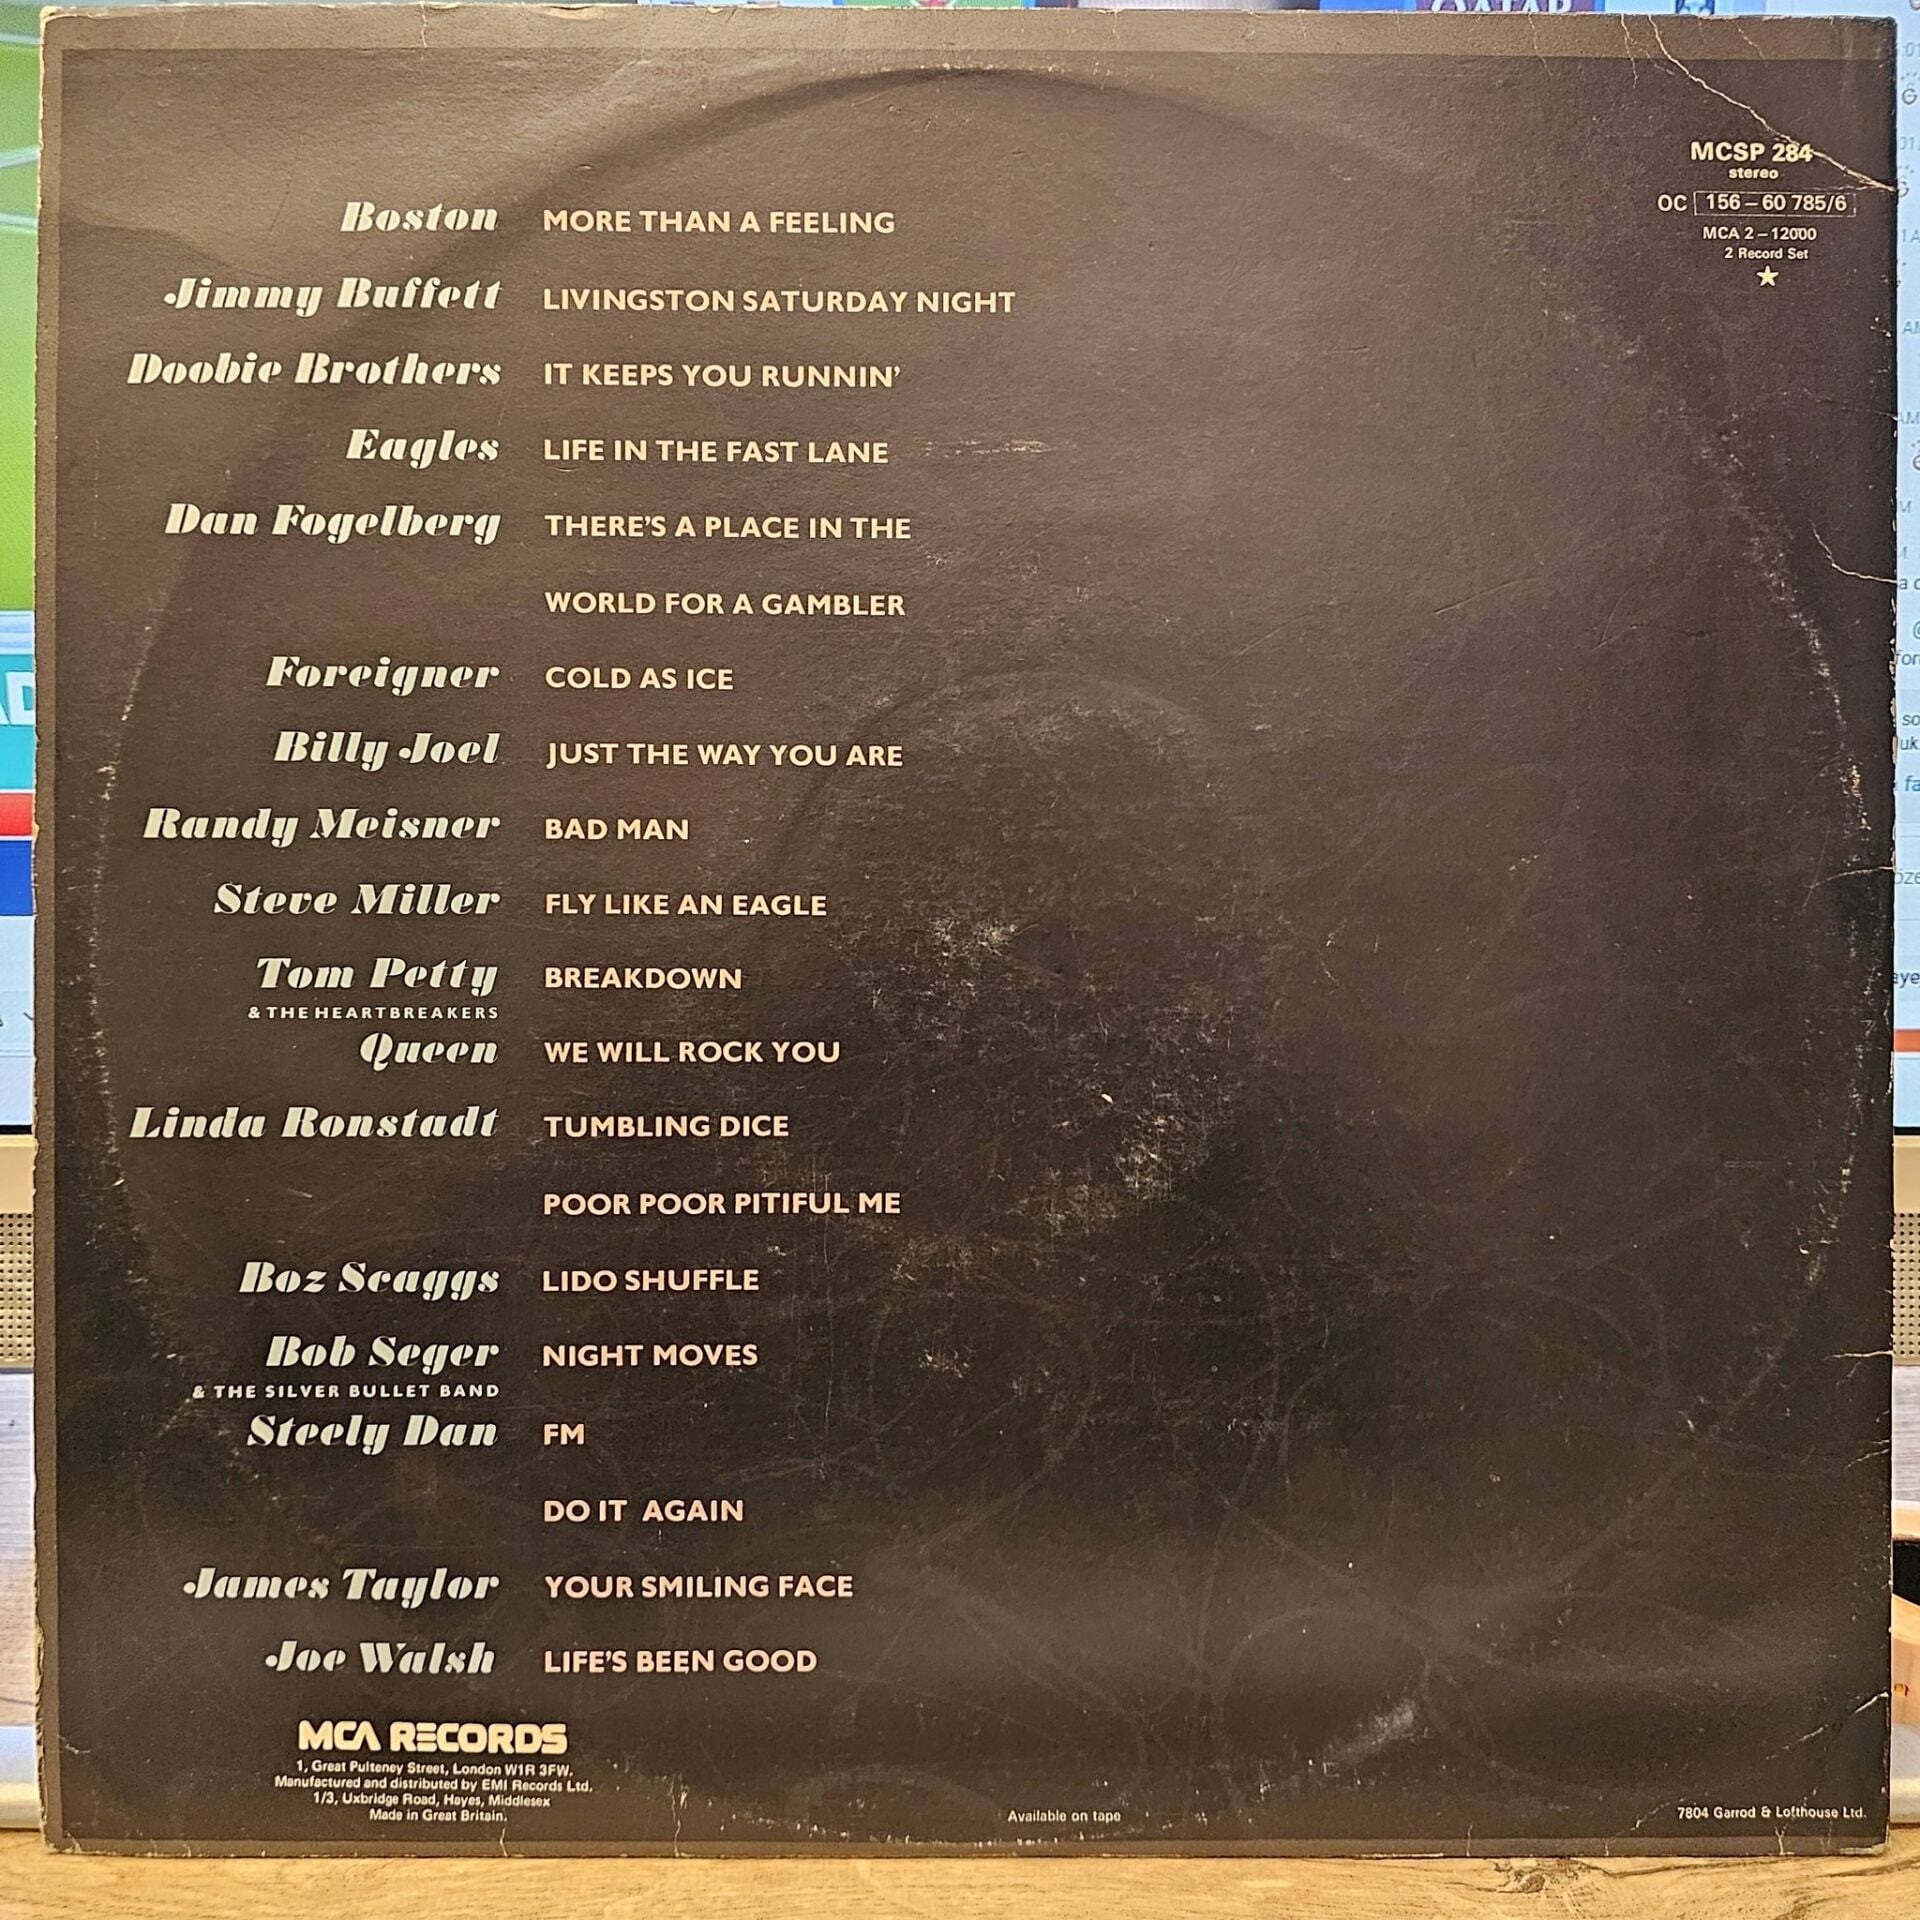 MCSP 284
stereo
OC 156 – 60 785/6
MCA 2 – 12000
2 Record Set
Boston MORE THAN A FEELING
Jimmy Buffett LIVINGSTON SATURDAY NIGHT
Doobie Brothers IT KEEPS YOU RUNNIN'
Eagles LIFE IN THE FAST LANE
Dan Fogelberg THERE'S A PLACE IN THE
WORLD FOR A GAMBLER
Foreigner COLD AS ICE
Billy Joel JUST THE WAY YOU ARE
Randy Meisner BAD MAN
Steve Miller FLY LIKE AN EAGLE
Tom Petty BREAKDOWN
& THE HEARTBREAKERS
Queen WE WILL ROCK YOU
Linda Ronstadt TUMBLING DICE
POOR POOR PITIFUL ME
Boz Scaggs LIDO SHUFFLE
Bob Seger NIGHT MOVES
& THE SILVER BULLET BAND
Steely Dan FM
DO IT AGAIN
James Taylor YOUR SMILING FACE
Joe Walsh LIFE'S BEEN GOOD
MCA RECORDS
1, Great Pulteney Street, London W1R 3FW.
Manufactured and distributed by EMI Records Ltd,
1/3, Uxbridge Road, Hayes, Middlesex
Made in Great Britain.
Available on tape
7804 Garrod & Lofthouse Ltd.